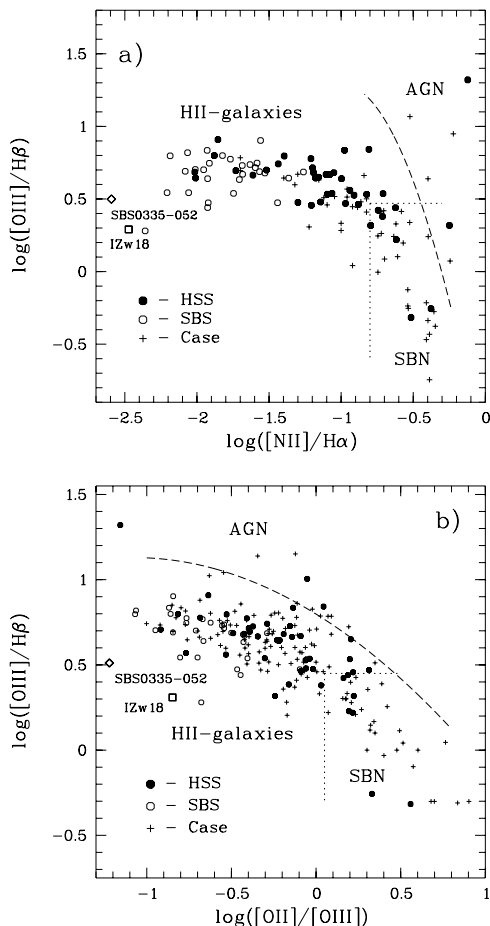 a)
1.5
1
0.5
0
−0.5
log([OIII]/Hβ)
AGN
HII−galaxies
SBS0335−052
IZw18
● − HSS
○ − SBS
+ − Case
SBN
−2.5 −2 −1.5 −1 −0.5 0
log([NII]/Hα)
b)
1.5
1
0.5
0
−0.5
log([OIII]/Hβ)
AGN
SBS0335−052
IZw18
HII−galaxies
SBN
● − HSS
○ − SBS
+ − Case
−1 −0.5 0 0.5 1
log([OII]/[OIII])